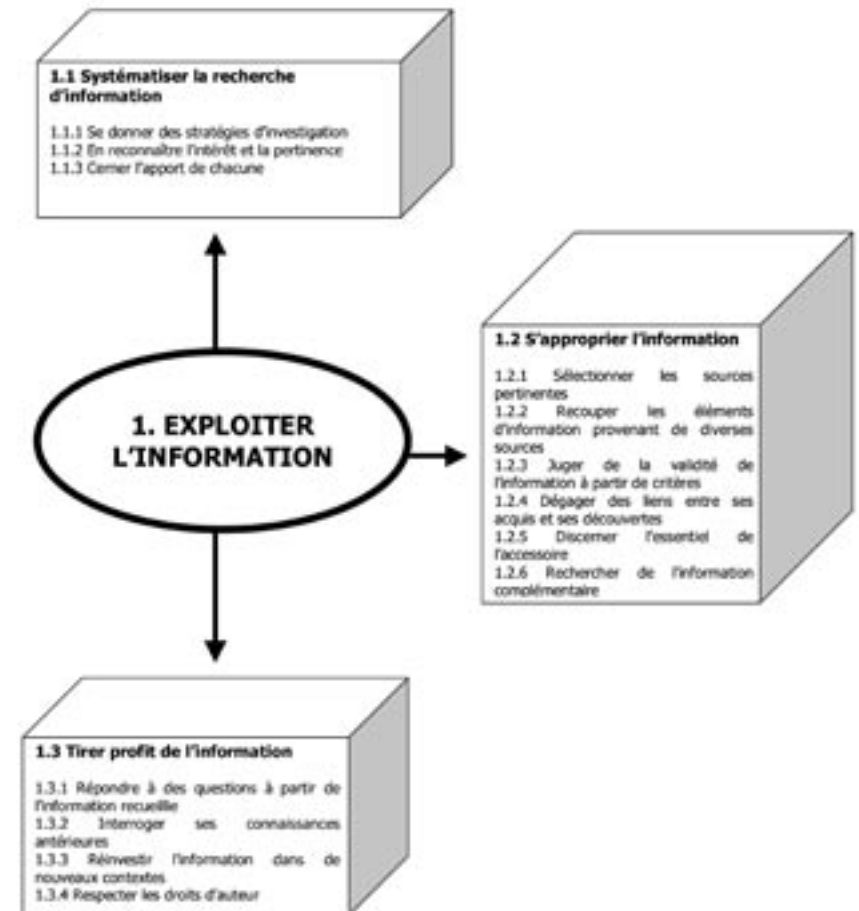 1.1 Systématiser la recherche
d'information
1.1.1 Se donner des stratégies d'investigation
1.1.2 En reconnaître l'intérêt et la pertinence
1.1.3 Cerner l'apport de chacune
1. EXPLOITER
L'INFORMATION
1.2 S'approprier l'information
1.2.1 Sélectionner les sources
pertinentes
1.2.2 Recouper les éléments
d'information provenant de diverses
sources
1.2.3 Juger de la validité de
l'information à partir de critères
1.2.4 Dégager des liens entre ses
acquis et ses découvertes
1.2.5 Discerner l'essentiel de
l'accessoire
1.2.6 Rechercher de l'information
complémentaire
1.3 Tirer profit de l'information
1.3.1 Répondre à des questions à partir de
l'information recueillie
1.3.2 Interroger ses connaissances
antérieures
1.3.3 Réinvestir l'information dans de
nouveaux contextes
1.3.4 Respecter les droits d'auteur